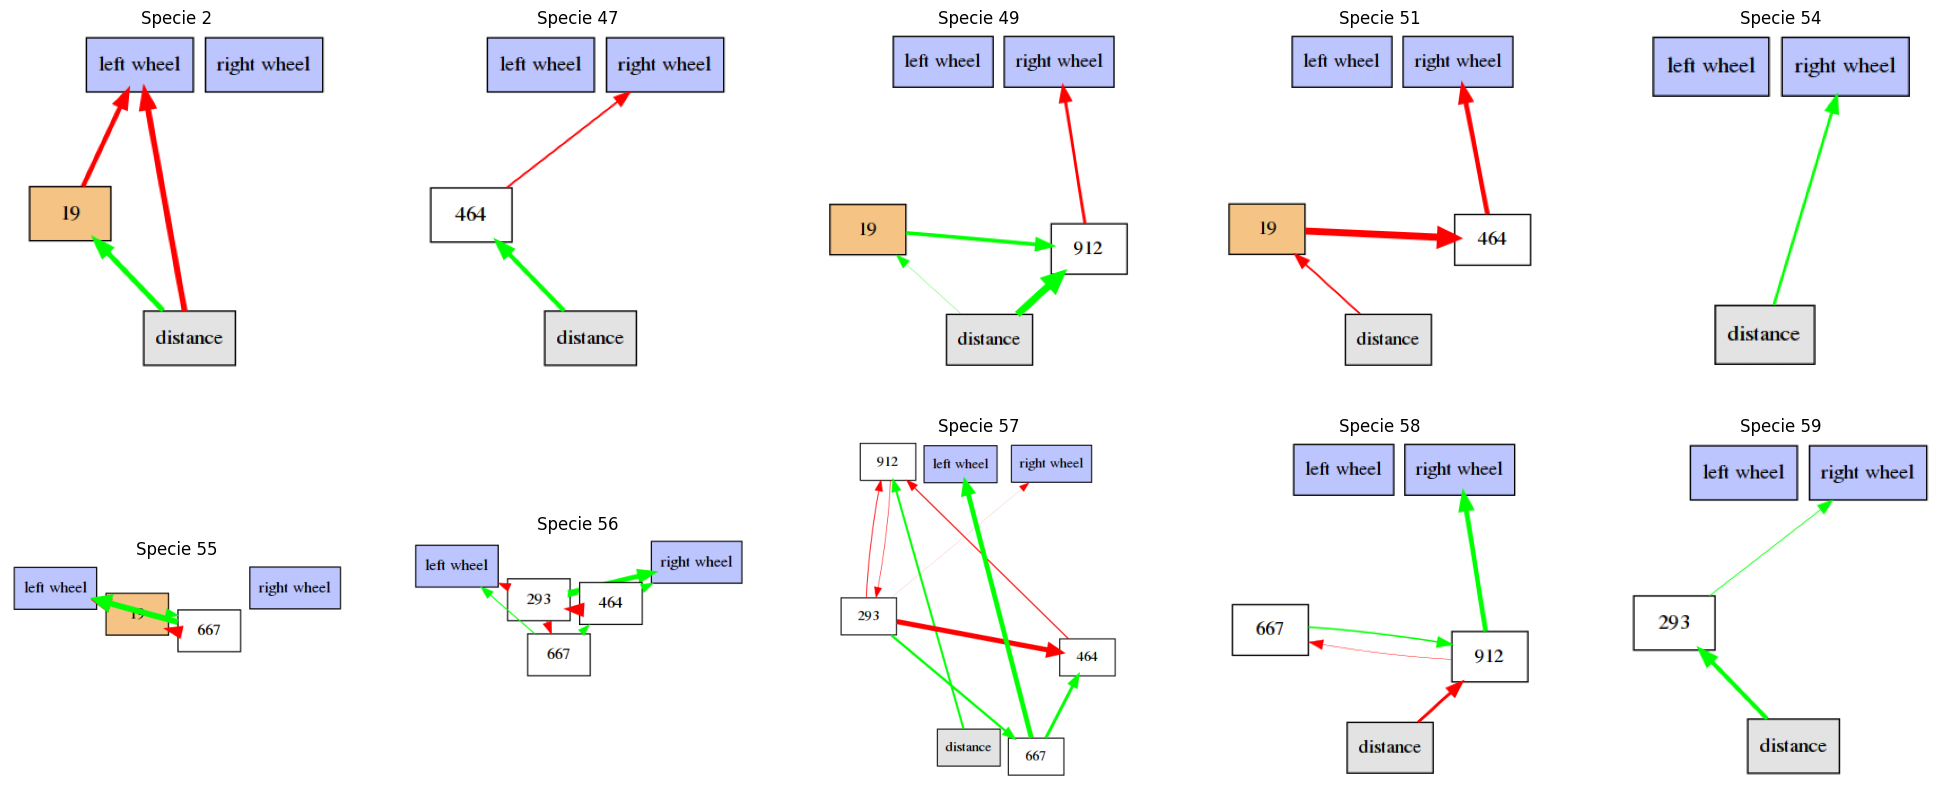 Specie 2
left wheel
right wheel
19
distance
Specie 47
left wheel
right wheel
464
distance
Specie 49
left wheel
right wheel
19
912
distance
Specie 51
left wheel
right wheel
19
464
distance
Specie 54
left wheel
right wheel
distance
Specie 55
left wheel
right wheel
19
667
Specie 56
left wheel
right wheel
293
464
667
Specie 57
912
left wheel
right wheel
293
464
distance
667
Specie 58
left wheel
right wheel
667
912
distance
Specie 59
left wheel
right wheel
293
distance